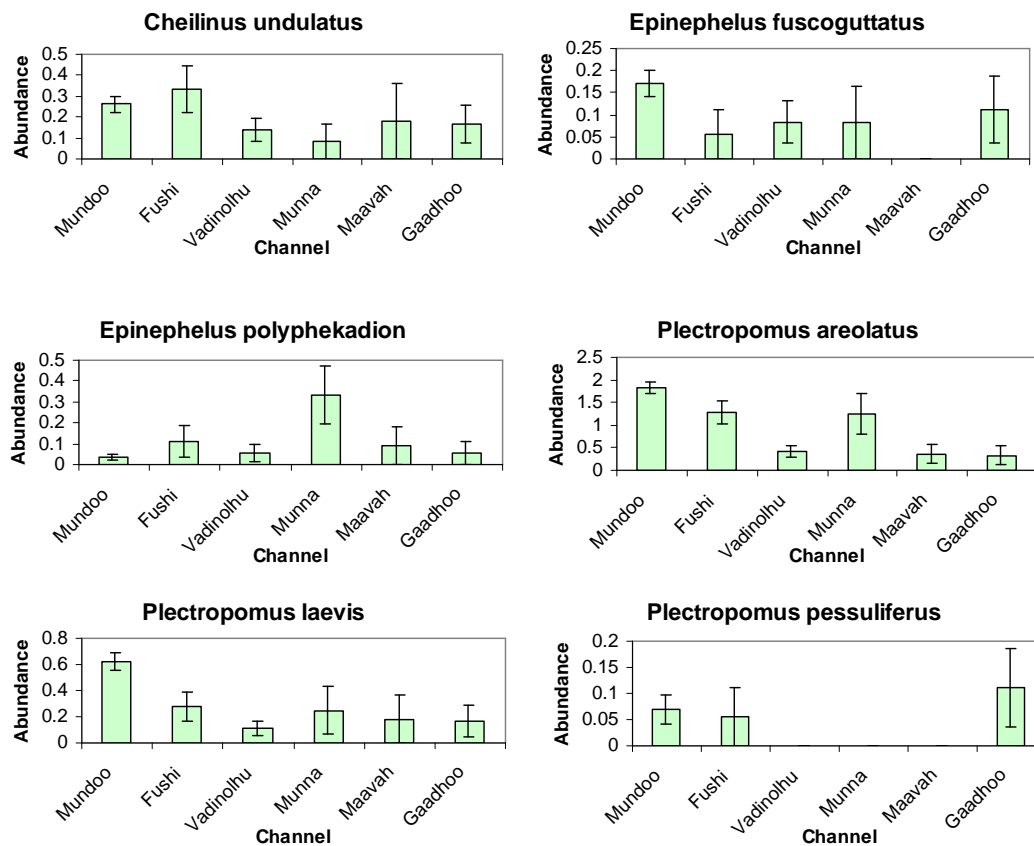 Cheilinus undulatus
Abundance
0.5
0.4
0.3
0.2
0.1
0
Mundoo
Fushi
Vadinolhu
Munna
Maavah
Gaadhoo
Channel
Epinephelus fuscoguttatus
Abundance
0.25
0.2
0.15
0.1
0.05
0
Mundoo
Fushi
Vadinolhu
Munna
Maavah
Gaadhoo
Channel
Epinephelus polyphekadion
Abundance
0.5
0.4
0.3
0.2
0.1
0
Mundoo
Fushi
Vadinolhu
Munna
Maavah
Gaadhoo
Channel
Plectropomus areolatus
Abundance
2.5
2
1.5
1
0.5
0
Mundoo
Fushi
Vadinolhu
Munna
Maavah
Gaadhoo
Channel
Plectropomus laevis
Abundance
0.8
0.6
0.4
0.2
0
Mundoo
Fushi
Vadinolhu
Munna
Maavah
Gaadhoo
Channel
Plectropomus pessuliferus
Abundance
0.2
0.15
0.1
0.05
0
Mundoo
Fushi
Vadinolhu
Munna
Maavah
Gaadhoo
Channel